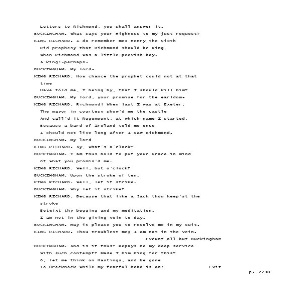 Letters to Richmond, you shall answer it.
BUCKINGHAM. What says your Highness to my just request?
KING RICHARD. I do remember me Henry the Sixth
Did prophesy that Richmond should be King
When Richmond was a little peevish boy.
A king!-perhaps-
BUCKINGHAM. My lord-
KING RICHARD. How chance the prophet could not at that
time
Have told me, I being by, that I should kill him?
BUCKINGHAM. My lord, your promise for the earldom-
KING RICHARD. Richmond! When last I was at Exeter,
The mayor in courtesy show'd me the castle
And call'd it Rougemont, at which name I started,
Because a bard of Ireland told me once
I should not live long after I saw Richmond.
BUCKINGHAM. My lord-
KING RICHARD. Ay, what's o'clock?
BUCKINGHAM. I am thus bold to put your Grace in mind
Of what you promis'd me.
KING RICHARD. Well, but o'clock?
BUCKINGHAM. Upon the stroke of ten.
KING RICHARD. Well, let it strike.
BUCKINGHAM. Why let it strike?
KING RICHARD. Because that like a Jack thou keep'st the
stroke
Betwixt thy begging and my meditation.
I am not in the giving vein to-day.
BUCKINGHAM. May it please you to resolve me in my suit.
KING RICHARD. Thou troublest me; I am not in the vein.
Exeunt all but Buckingham
BUCKINGHAM. And is it thus? Repays he my deep service
With such contempt? Made I him King for this?
O, let me think on Hastings, and be gone
To Brecknock while my fearful head is on! Exit